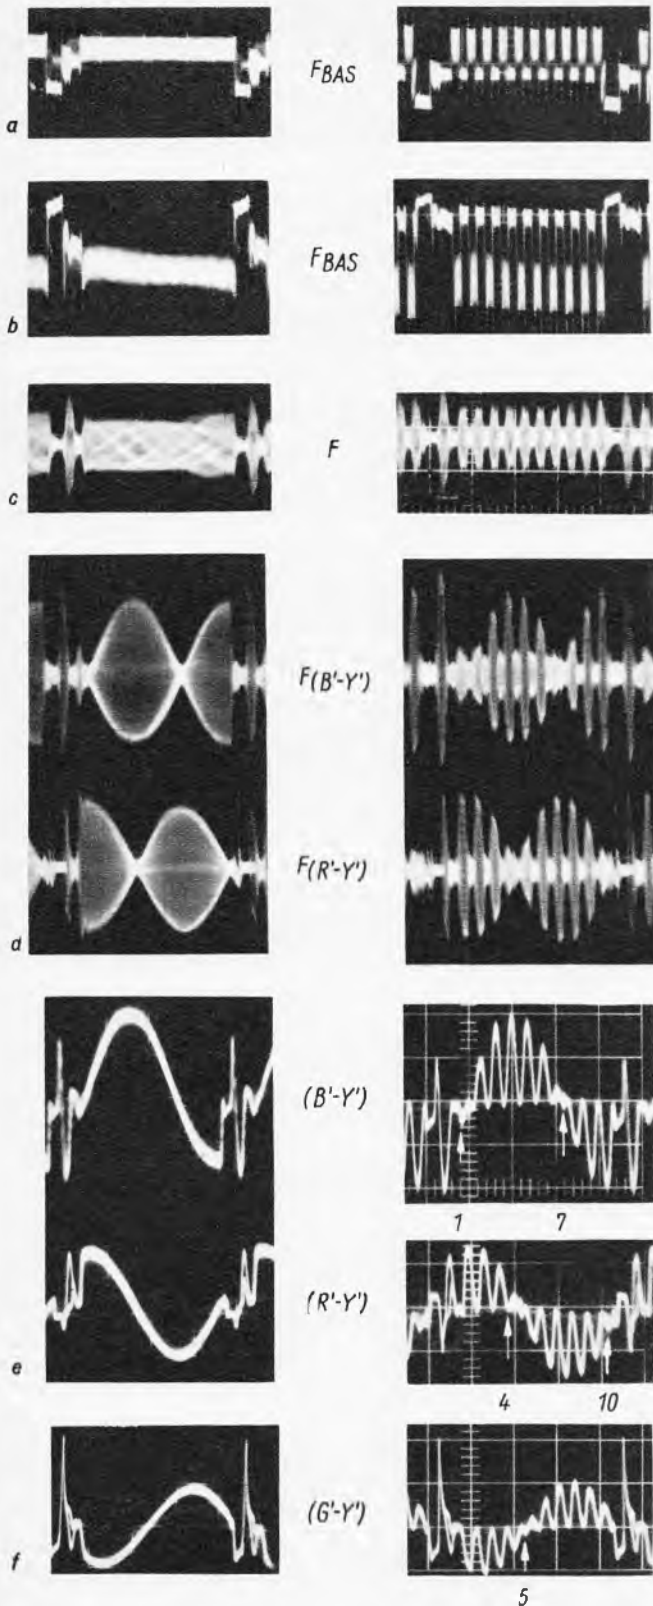 a
F_BAS
b
F_BAS
c
F
F(B'-Y')
F(R'-Y')
d
(B'-Y')
1 7
(R'-Y')
e
4 10
(G'-Y')
f
5